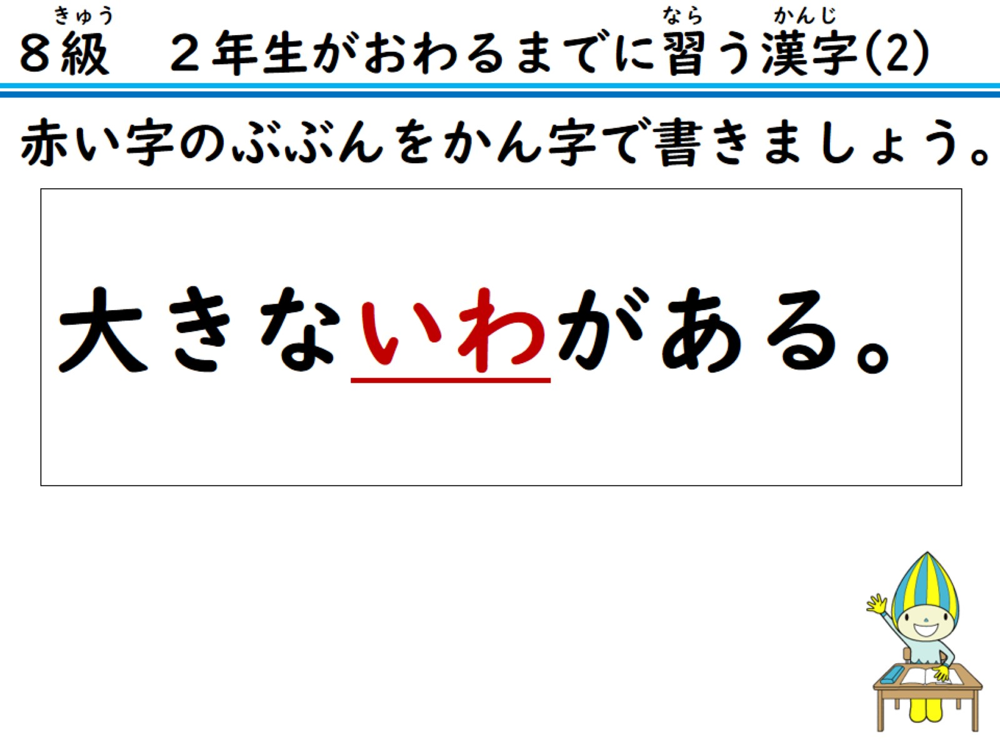 きゅう なら かんじ
8級 2年生がおわるまでに習う漢字(2)
赤い字のぶぶんをかん字で書きましょう。
大きないわがある。